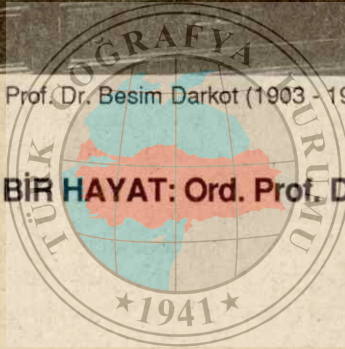 Prof. Dr. Besim Darkot (1903 - 19
BİR HAYAT: Ord. Prof. D
TÜRK COĞRAFYA KURUMU
★1941★